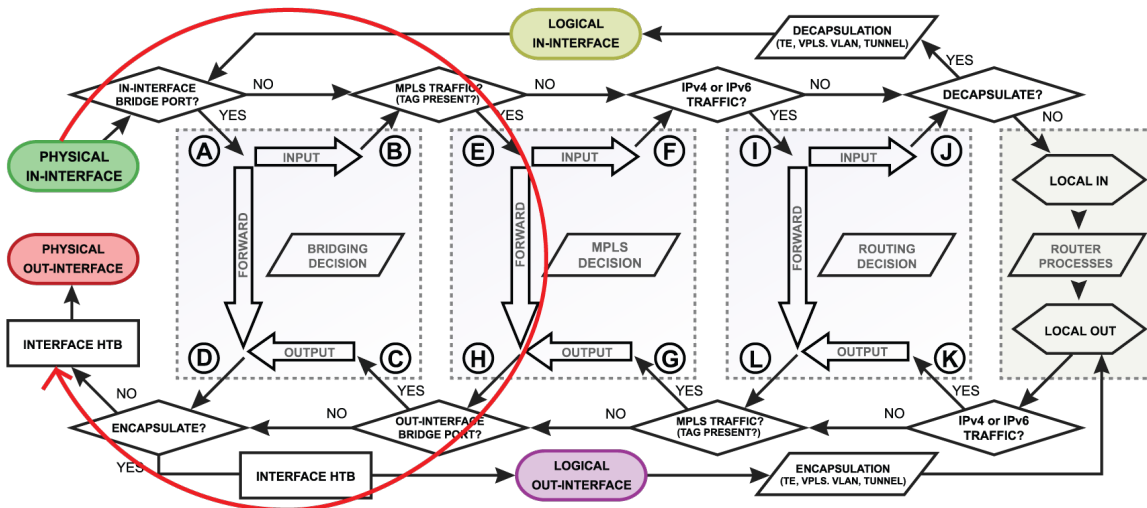 LOGICAL
IN-INTERFACE
DECAPSULATION
(TE, VPLS. VLAN, TUNNEL)
YES
IN-INTERFACE
BRIDGE PORT?
NO
MPLS TRAFFIC?
(TAG PRESENT?)
NO
IPv4 or IPv6
TRAFFIC?
NO
DECAPSULATE?
YES
YES
YES
NO
PHYSICAL
IN-INTERFACE
A
INPUT
B
E
INPUT
F
I
INPUT
J
LOCAL IN
FORWARD
BRIDGING
DECISION
FORWARD
MPLS
DECISION
FORWARD
ROUTING
DECISION
ROUTER
PROCESSES
PHYSICAL
OUT-INTERFACE
INTERFACE HTB
D
OUTPUT
C
H
OUTPUT
G
L
OUTPUT
K
LOCAL OUT
NO
YES
YES
YES
ENCAPSULATE?
NO
OUT-INTERFACE
BRIDGE PORT?
NO
MPLS TRAFFIC?
(TAG PRESENT?)
NO
IPv4 or IPv6
TRAFFIC?
YES
INTERFACE HTB
LOGICAL
OUT-INTERFACE
ENCAPSULATION
(TE, VPLS. VLAN, TUNNEL)